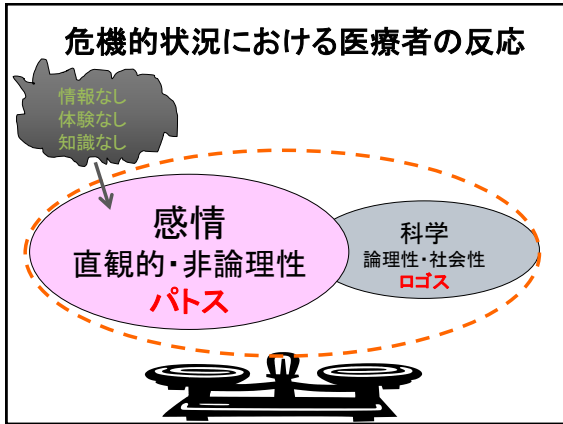 危機的状況における医療者の反応
情報なし
体験なし
知識なし
感情
直観的・非論理性
パトス
科学
論理性・社会性
ロゴス